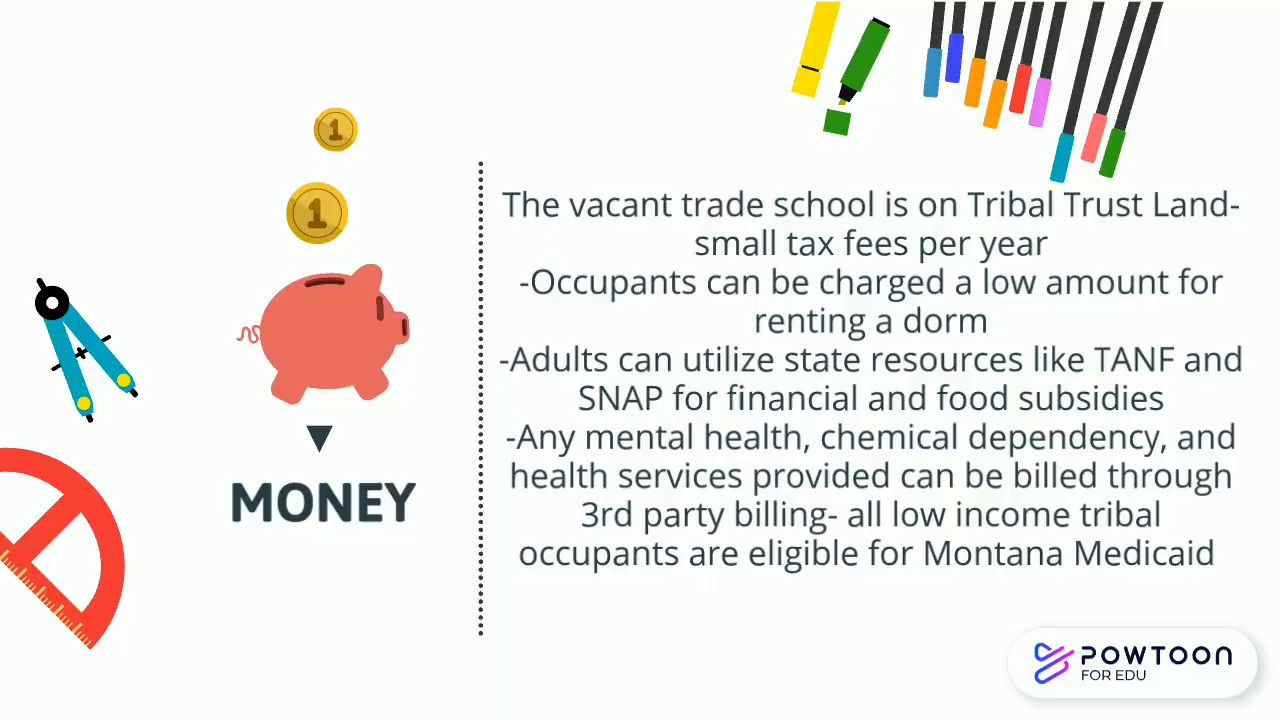 1
1
MONEY
The vacant trade school is on Tribal Trust Land-
small tax fees per year
-Occupants can be charged a low amount for
renting a dorm
-Adults can utilize state resources like TANF and
SNAP for financial and food subsidies
-Any mental health, chemical dependency, and
health services provided can be billed through
3rd party billing- all low income tribal
occupants are eligible for Montana Medicaid
POWTOON
FOR EDU